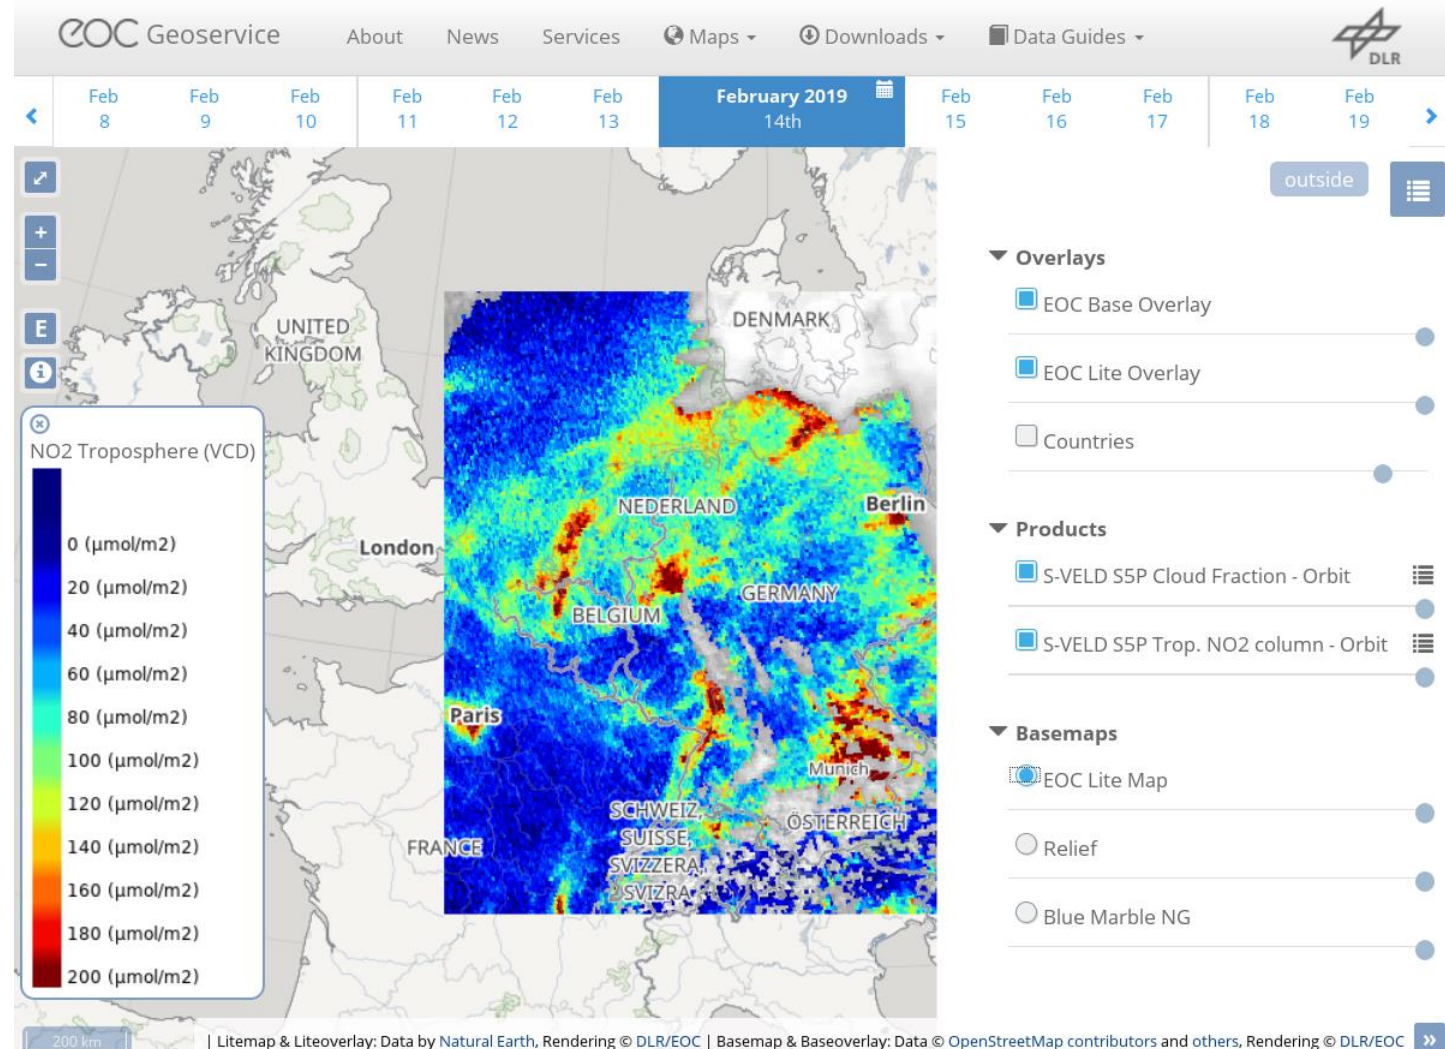 eoc Geoservice About News Services Maps Downloads Data Guides
DLR
Feb Feb Feb Feb Feb Feb February 2019 Feb Feb Feb Feb Feb
8 9 10 11 12 13 14th 15 16 17 18 19
outside
+
−
E
i
Overlays
EOC Base Overlay
EOC Lite Overlay
Countries
Products
S-VELD S5P Cloud Fraction - Orbit
S-VELD S5P Trop. NO2 column - Orbit
Basemaps
EOC Lite Map
Relief
Blue Marble NG
UNITED
KINGDOM
DENMARK
NEDERLAND
Berlin
London
GERMANY
BELGIUM
Paris
Munich
SCHWEIZ,
SUISSE,
SVIZZERA,
SVIZRA
ÖSTERREICH
FRANCE
NO2 Troposphere (VCD)
0 (µmol/m2)
20 (µmol/m2)
40 (µmol/m2)
60 (µmol/m2)
80 (µmol/m2)
100 (µmol/m2)
120 (µmol/m2)
140 (µmol/m2)
160 (µmol/m2)
180 (µmol/m2)
200 (µmol/m2)
200 km
| Litemap & Liteoverlay: Data by Natural Earth, Rendering © DLR/EOC | Basemap & Baseoverlay: Data © OpenStreetMap contributors and others, Rendering © DLR/EOC »